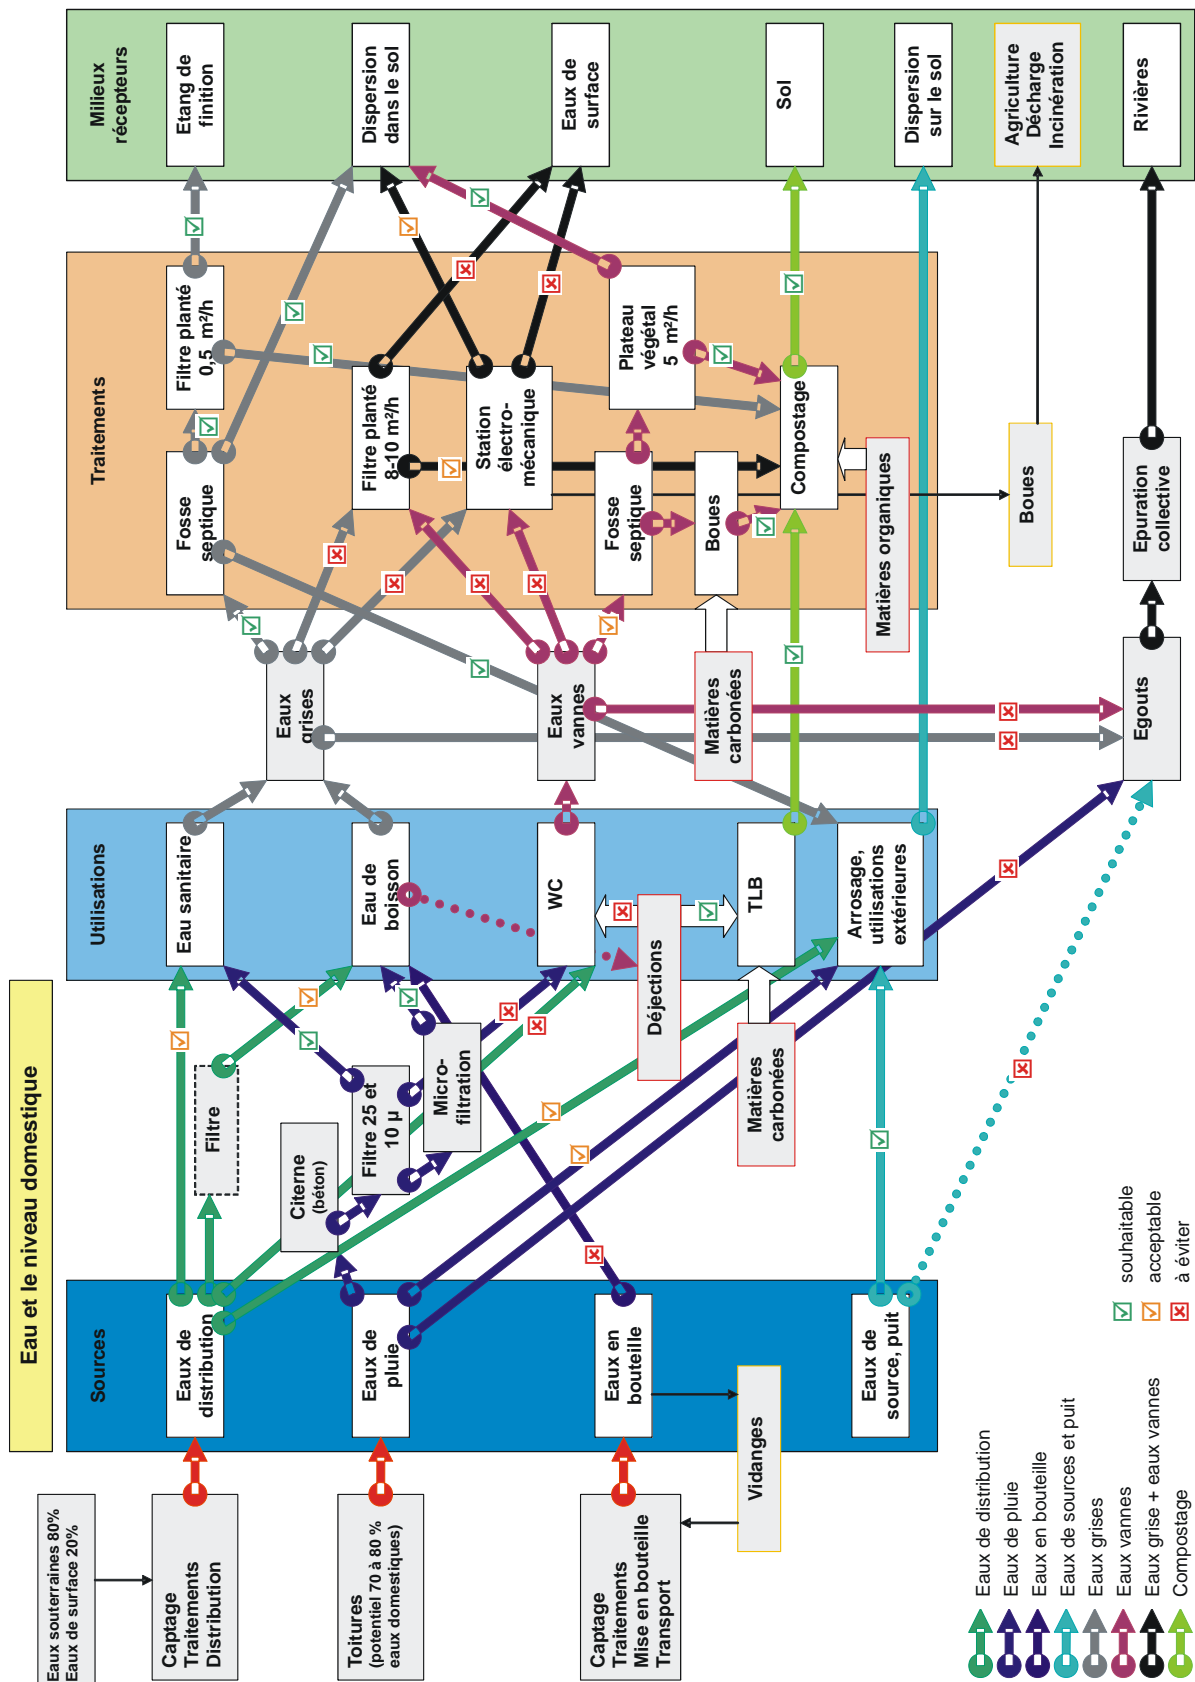 Eau et le niveau domestique
Eaux souterraines 80%
Eaux de surface 20%
Captage
Traitements
Distribution
Toitures
(potentiel 70 à 80 %
eaux domestiques)
Captage
Traitements
Mise en bouteille
Transport
Vidanges
Sources
Eaux de
distribution
Eaux de
pluie
Eaux en
bouteille
Eaux de
source, puit
Filtre
Citerne
(béton)
Filtre 25 et
10 µ
Micro-
filtration
Matières
carbonées
Déjections
Utilisations
Eau sanitaire
Eau de
boisson
WC
TLB
Arrosage,
utilisations
extérieures
Eaux
grises
Eaux
vannes
Matières
carbonées
Matières organiques
Egouts
Traitements
Fosse
septique
Filtre planté
0,5 m²/h
Filtre planté
8-10 m²/h
Station
électro-
mécanique
Fosse
septique
Plateau
végétal
5 m²/h
Boues
Compostage
Boues
Epuration
collective
Milieux
récepteurs
Etang de
finition
Dispersion
dans le sol
Eaux de
surface
Sol
Dispersion
sur le sol
Agriculture
Décharge
Incinération
Rivières
Eaux de distribution
Eaux de pluie
Eaux en bouteille
Eaux de sources et puit
Eaux grises
Eaux vannes
Eaux grise + eaux vannes
Compostage
souhaitable
acceptable
à éviter